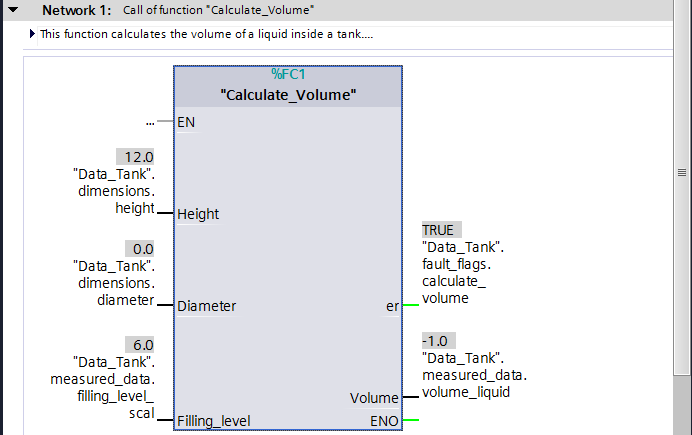 Network 1: Call of function "Calculate_Volume"
This function calculates the volume of a liquid inside a tank....
%FC1
"Calculate_Volume"
... EN
12.0
"Data_Tank".
dimensions.
height Height
0.0
"Data_Tank".
dimensions.
diameter Diameter
6.0
"Data_Tank".
measured_data.
filling_level_
scal Filling_level
TRUE
"Data_Tank".
fault_flags.
calculate_
volume
er
-1.0
"Data_Tank".
measured_data.
volume_liquid
Volume
ENO